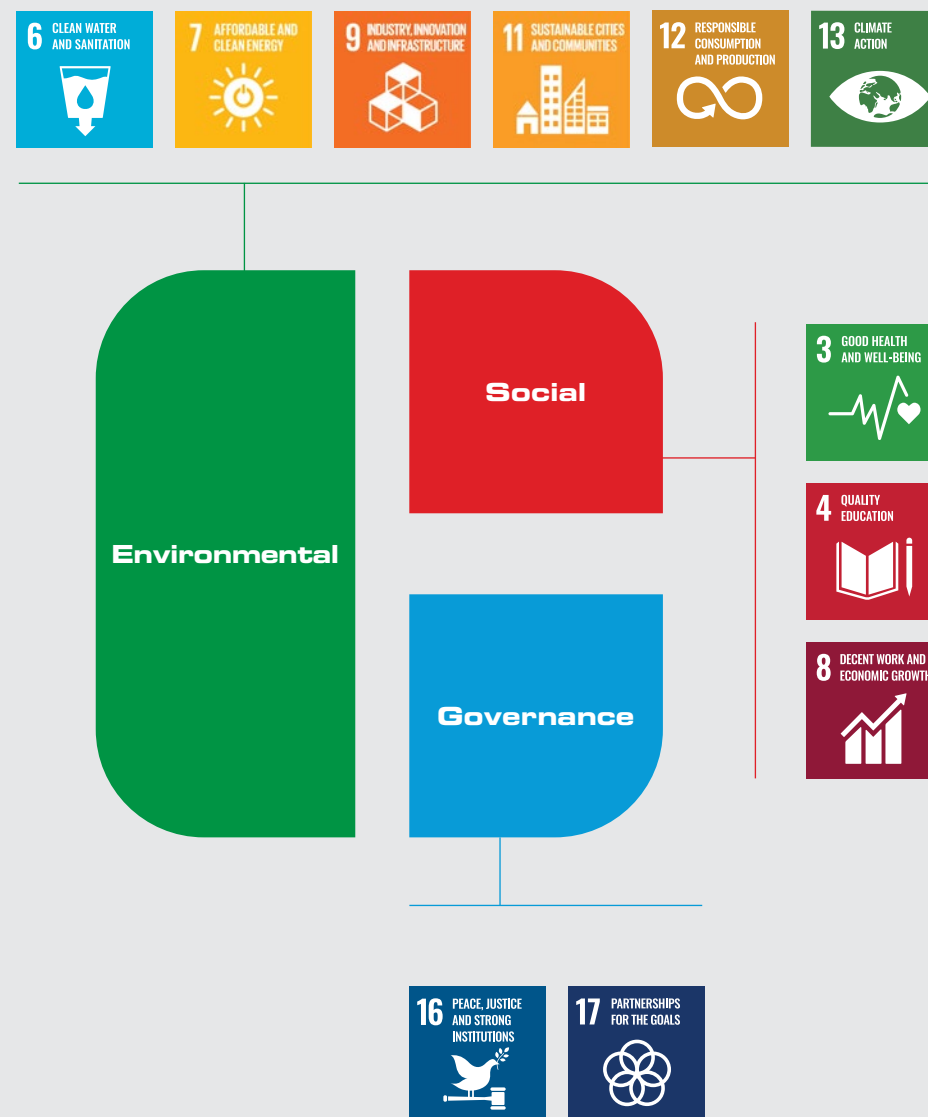 6 CLEAN WATER
AND SANITATION
7 AFFORDABLE AND
CLEAN ENERGY
9 INDUSTRY, INNOVATION
AND INFRASTRUCTURE
11 SUSTAINABLE CITIES
AND COMMUNITIES
12 RESPONSIBLE
CONSUMPTION
AND PRODUCTION
13 CLIMATE
ACTION
Social
3 GOOD HEALTH
AND WELL-BEING
4 QUALITY
EDUCATION
Environmental
8 DECENT WORK AND
ECONOMIC GROWTH
Governance
16 PEACE, JUSTICE
AND STRONG
INSTITUTIONS
17 PARTNERSHIPS
FOR THE GOALS